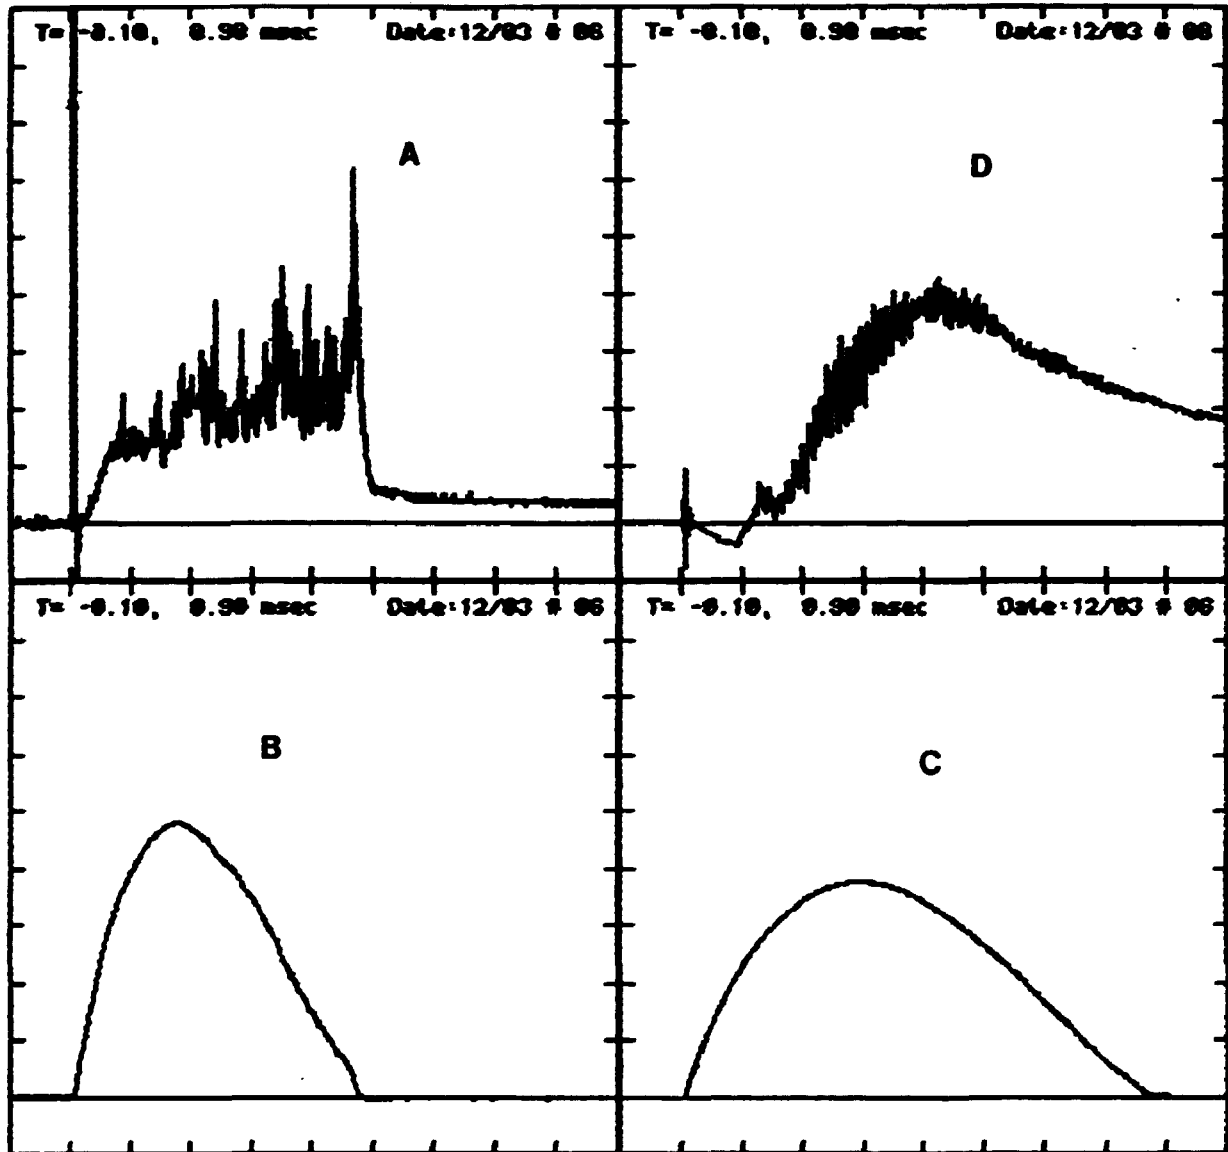 T= -0.10, 0.90 msec Date:12/03 # 06
A
T= -0.10, 0.90 msec Date:12/03 # 06
D
T= -0.10, 0.90 msec Date:12/03 # 06
B
T= -0.10, 0.90 msec Date:12/03 # 06
C